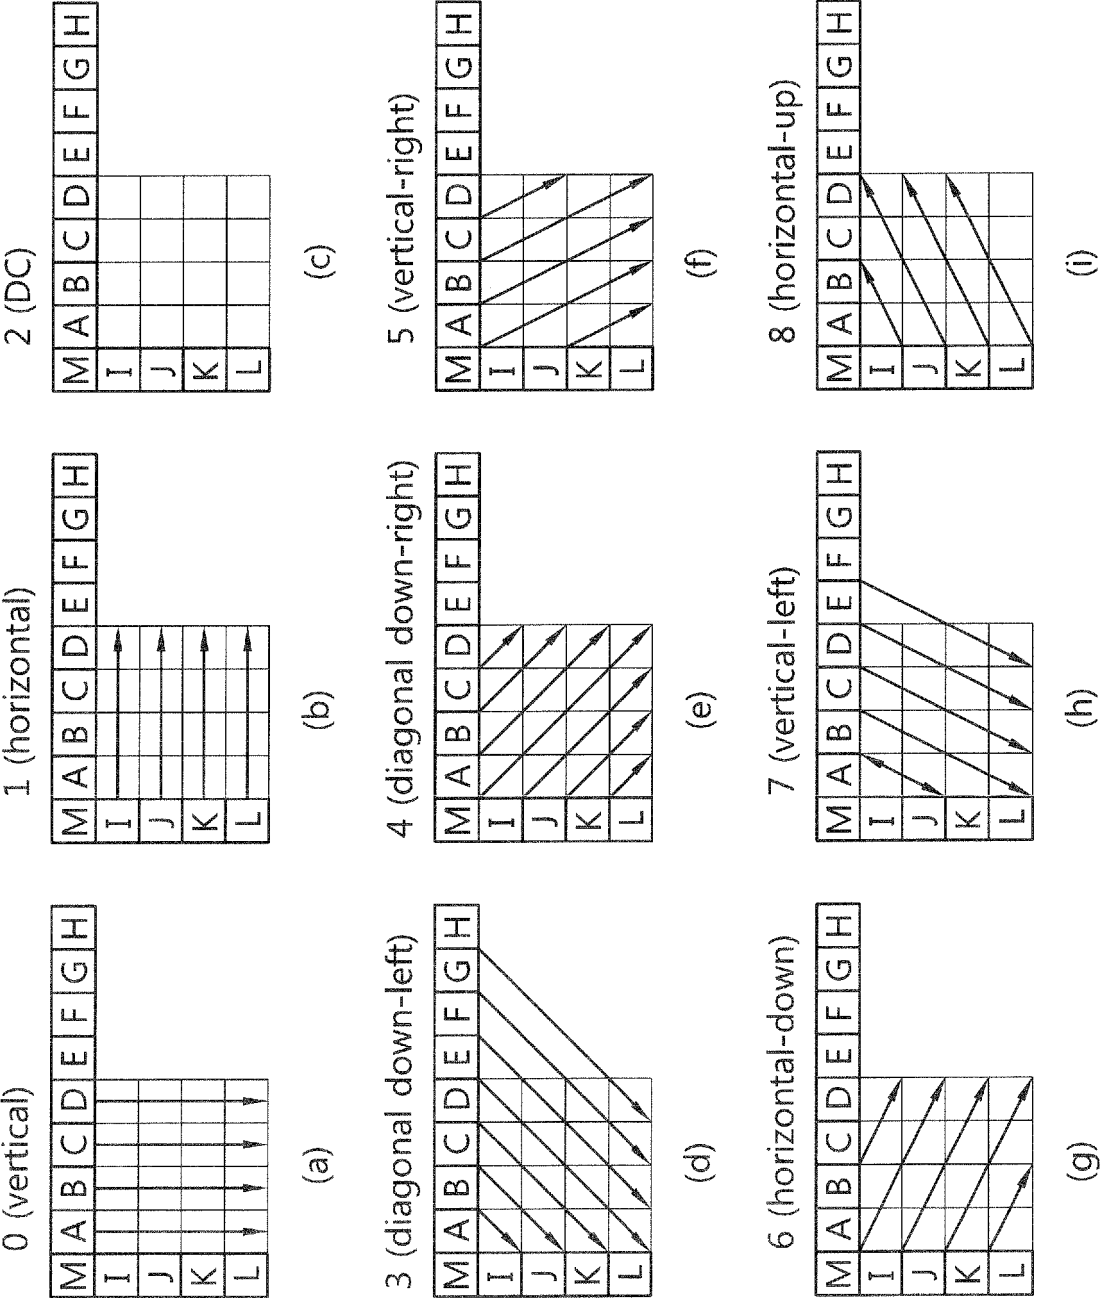 0 (vertical)
M A B C D E F G H
I
J
K
L
(a)
1 (horizontal)
M A B C D E F G H
I
J
K
L
(b)
2 (DC)
M A B C D E F G H
I
J
K
L
(c)
3 (diagonal down-left)
M A B C D E F G H
I
J
K
L
(d)
4 (diagonal down-right)
M A B C D E F G H
I
J
K
L
(e)
5 (vertical-right)
M A B C D E F G H
I
J
K
L
(f)
6 (horizontal-down)
M A B C D E F G H
I
J
K
L
(g)
7 (vertical-left)
M A B C D E F G H
I
J
K
L
(h)
8 (horizontal-up)
M A B C D E F G H
I
J
K
L
(i)